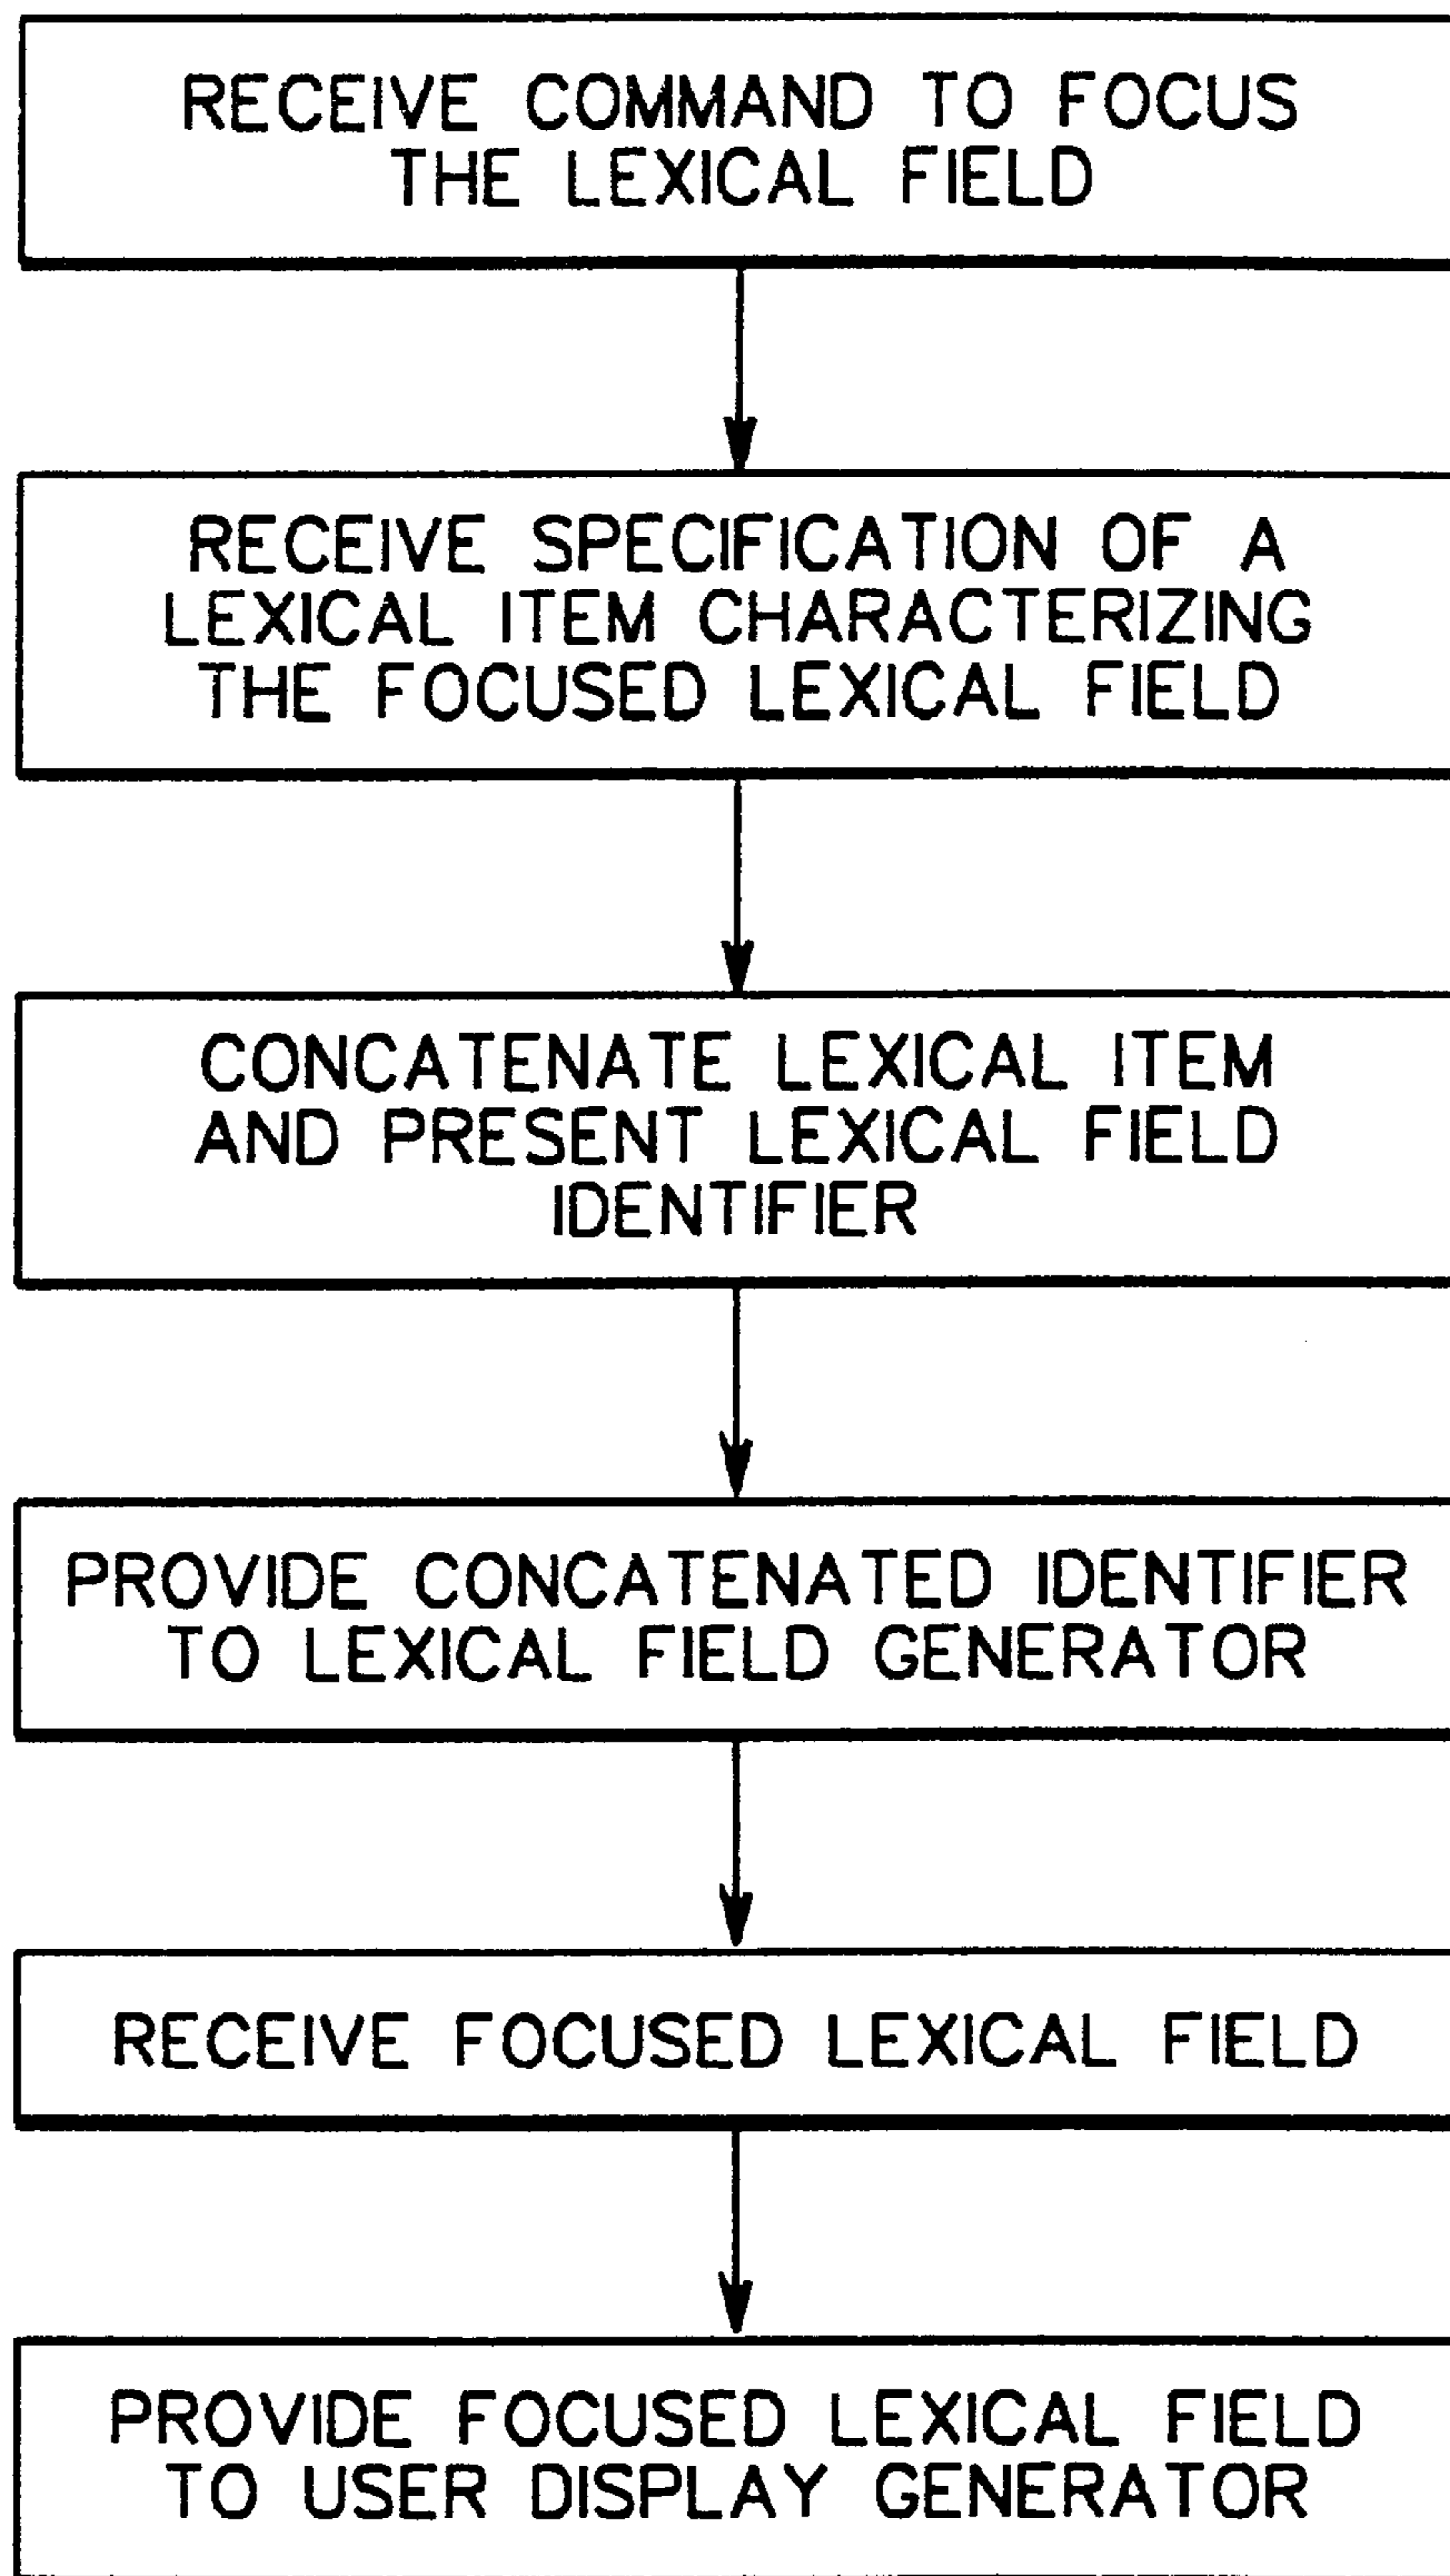 RECEIVE COMMAND TO FOCUS
THE LEXICAL FIELD
RECEIVE SPECIFICATION OF A
LEXICAL ITEM CHARACTERIZING
THE FOCUSED LEXICAL FIELD
CONCATENATE LEXICAL ITEM
AND PRESENT LEXICAL FIELD
IDENTIFIER
PROVIDE CONCATENATED IDENTIFIER
TO LEXICAL FIELD GENERATOR
RECEIVE FOCUSED LEXICAL FIELD
PROVIDE FOCUSED LEXICAL FIELD
TO USER DISPLAY GENERATOR